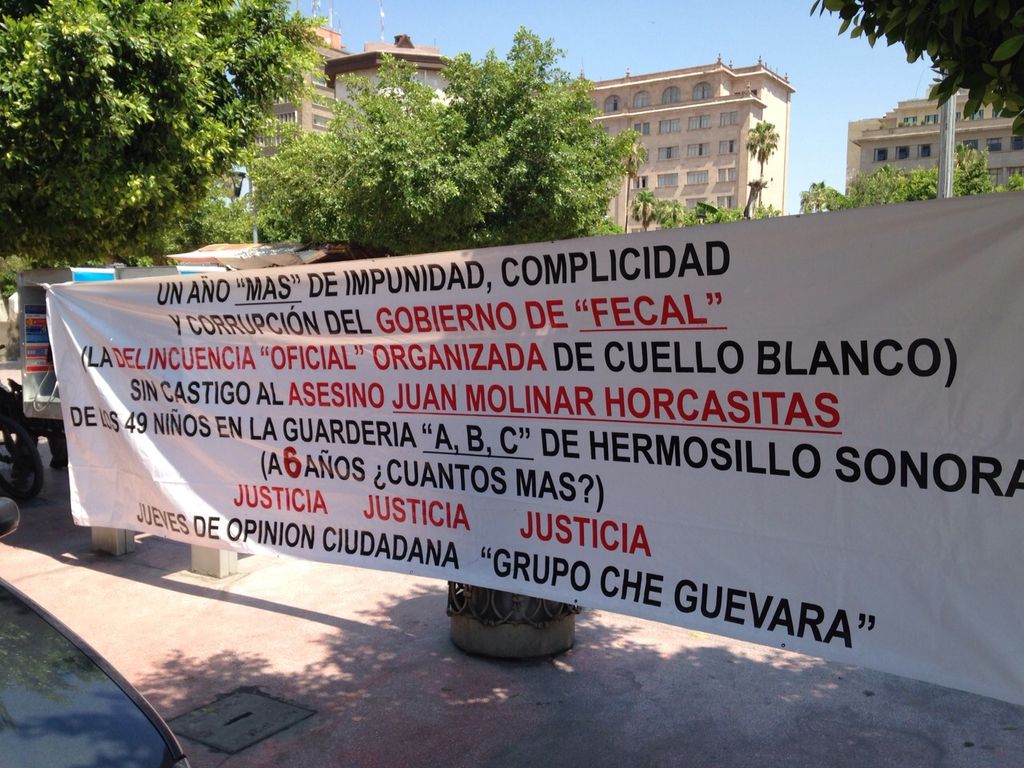 UN AÑO "MAS" DE IMPUNIDAD, COMPLICIDAD
Y CORRUPCIÓN DEL GOBIERNO DE "FECAL"
(LA DELINCUENCIA "OFICIAL" ORGANIZADA DE CUELLO BLANCO)
SIN CASTIGO AL ASESINO JUAN MOLINAR HORCASITAS
DE LOS 49 NIÑOS EN LA GUARDERIA "A, B, C" DE HERMOSILLO SONORA
(A 6 AÑOS ¿CUANTOS MAS?)
JUSTICIA JUSTICIA JUSTICIA
JUEVES DE OPINION CIUDADANA "GRUPO CHE GUEVARA"